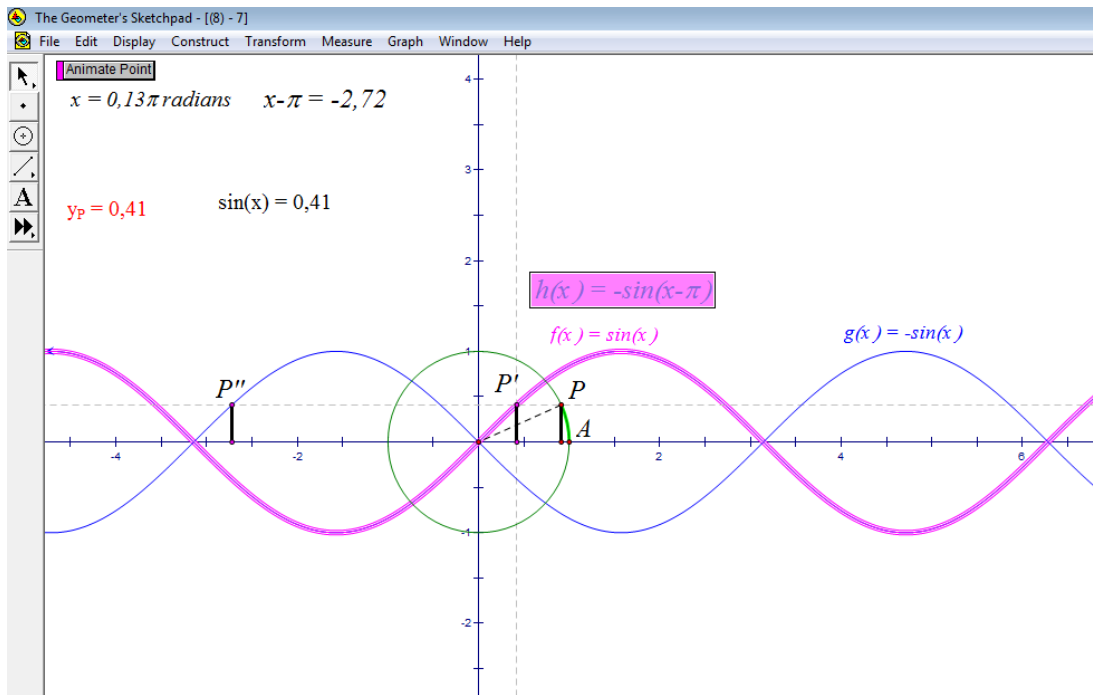 The Geometer's Sketchpad - [(8) - 7]
File Edit Display Construct Transform Measure Graph Window Help
Animate Point
x = 0,13π radians x-π = -2,72
y_P = 0,41 sin(x) = 0,41
h(x) = -sin(x-π)
f(x) = sin(x) g(x) = -sin(x)
P" P' P
A
4
3
2
1
-4 -2 2 4 6
-1
-2
A